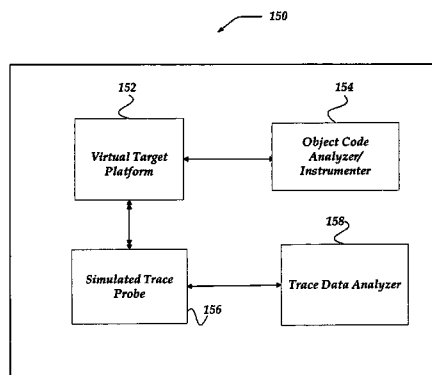 150
152
Virtual Target
Platform
154
Object Code
Analyzer/
Instrumenter
Simulated Trace
Probe
156
158
Trace Data Analyzer